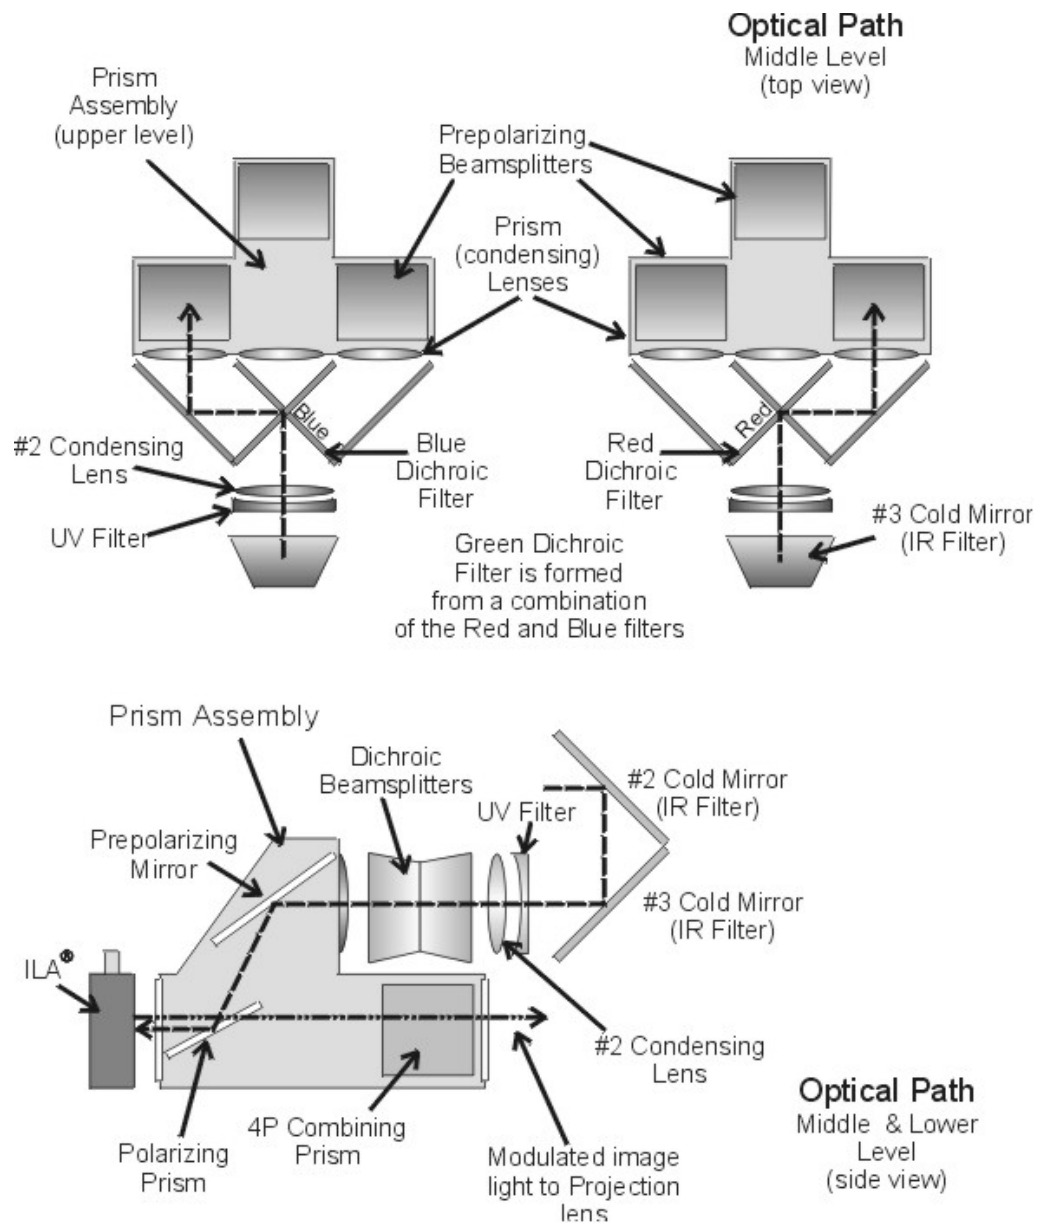 Optical Path
Middle Level
(top view)
Prism
Assembly
(upper level)
Prepolarizing
Beamsplitters
Prism
(condensing)
Lenses
Blue
Red
#2 Condensing
Lens
UV Filter
Blue
Dichroic
Filter
Red
Dichroic
Filter
#3 Cold Mirror
(IR Filter)
Green Dichroic
Filter is formed
from a combination
of the Red and Blue filters
Prism Assembly
Dichroic
Beamsplitters
#2 Cold Mirror
(IR Filter)
UV Filter
Prepolarizing
Mirror
#3 Cold Mirror
(IR Filter)
ILA®
#2 Condensing
Lens
4P Combining
Prism
Polarizing
Prism
Modulated image
light to Projection
lens
Optical Path
Middle & Lower
Level
(side view)